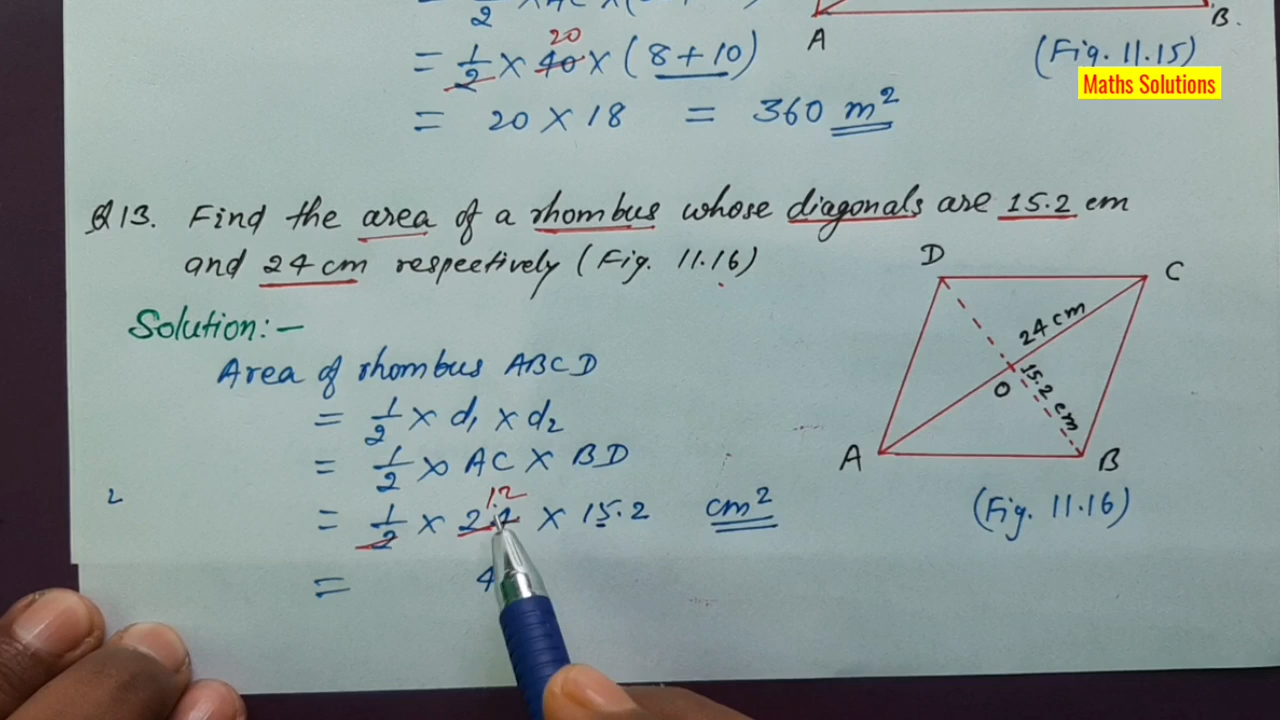 2
= 1/2 × 40 × (8+10)
20
= 20 × 18 = 360 m²
A
B.
(Fig. 11.15)
Maths Solutions
Q13. Find the area of a rhombus whose diagonals are 15.2 cm
and 24 cm respectively (Fig. 11.16)
Solution:-
Area of rhombus ABCD
= 1/2 × d₁ × d₂
= 1/2 × AC × BD
12
= 1/2 × 24 × 15.2 cm²
2
= 4
D
C
24 cm
O
15.2 cm
A
B
(Fig. 11.16)